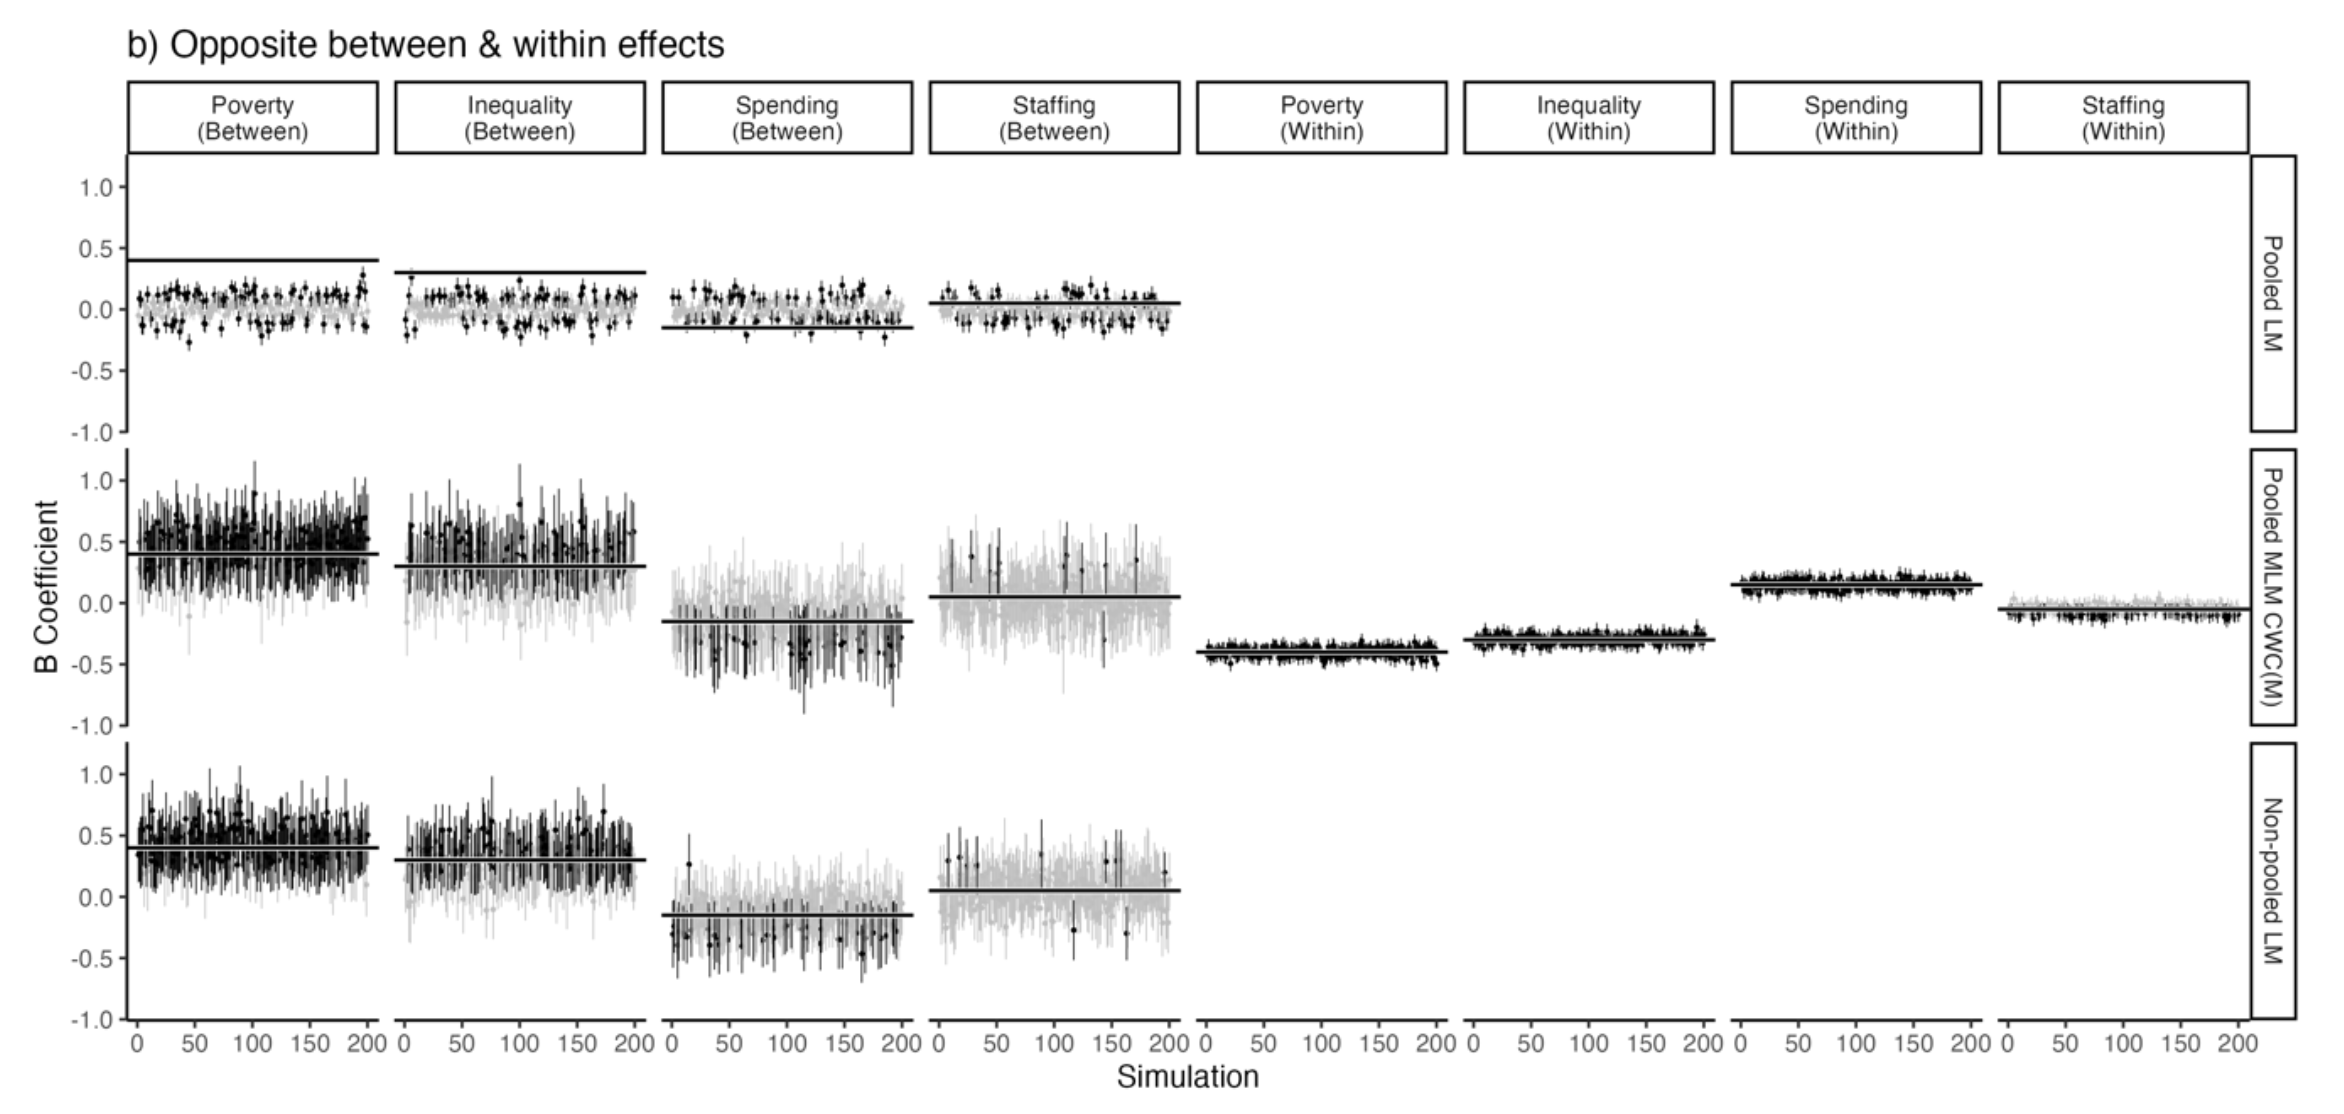 b) Opposite between & within effects
Poverty
(Between)
Inequality
(Between)
Spending
(Between)
Staffing
(Between)
Poverty
(Within)
Inequality
(Within)
Spending
(Within)
Staffing
(Within)
1.0
0.5
0.0
-0.5
-1.0
Pooled LM
B Coefficient
1.0
0.5
0.0
-0.5
-1.0
Pooled MLM CWC(M)
1.0
0.5
0.0
-0.5
-1.0
Non-pooled LM
0 50 100 150 200
0 50 100 150 200
0 50 100 150 200
0 50 100 150 200
0 50 100 150 200
0 50 100 150 200
0 50 100 150 200
0 50 100 150 200
Simulation